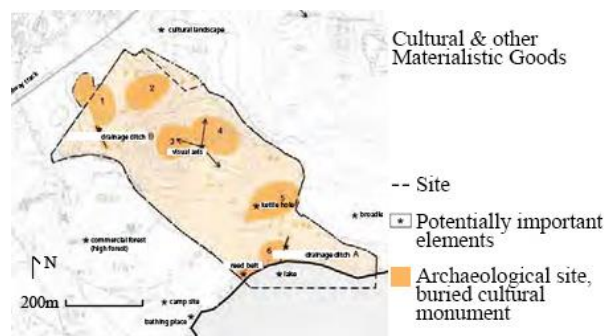 cultural landscape
Cultural & other
Materialistic Goods
1
2
drainage ditch B
3
4
visual axis
5
kettle hole
broadle
-- Site
Potentially important
elements
commercial forest
(high forest)
6
drainage ditch A
reed belt
lake
N
200m
camp site
bathing place
Archaeological site,
buried cultural
monument